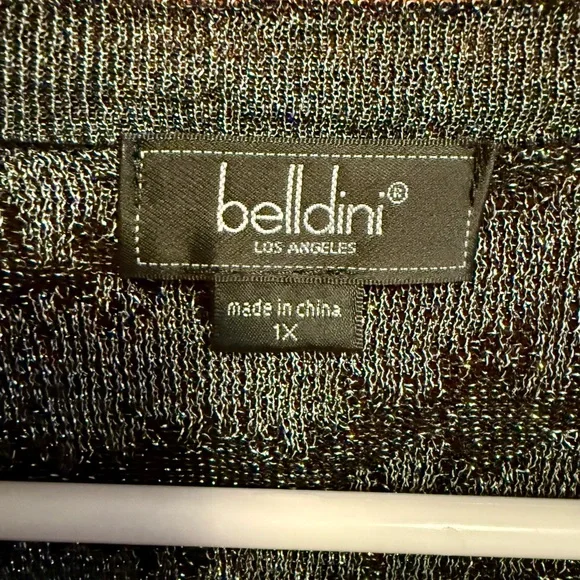 belldini®
LOS ANGELES
made in china
1X